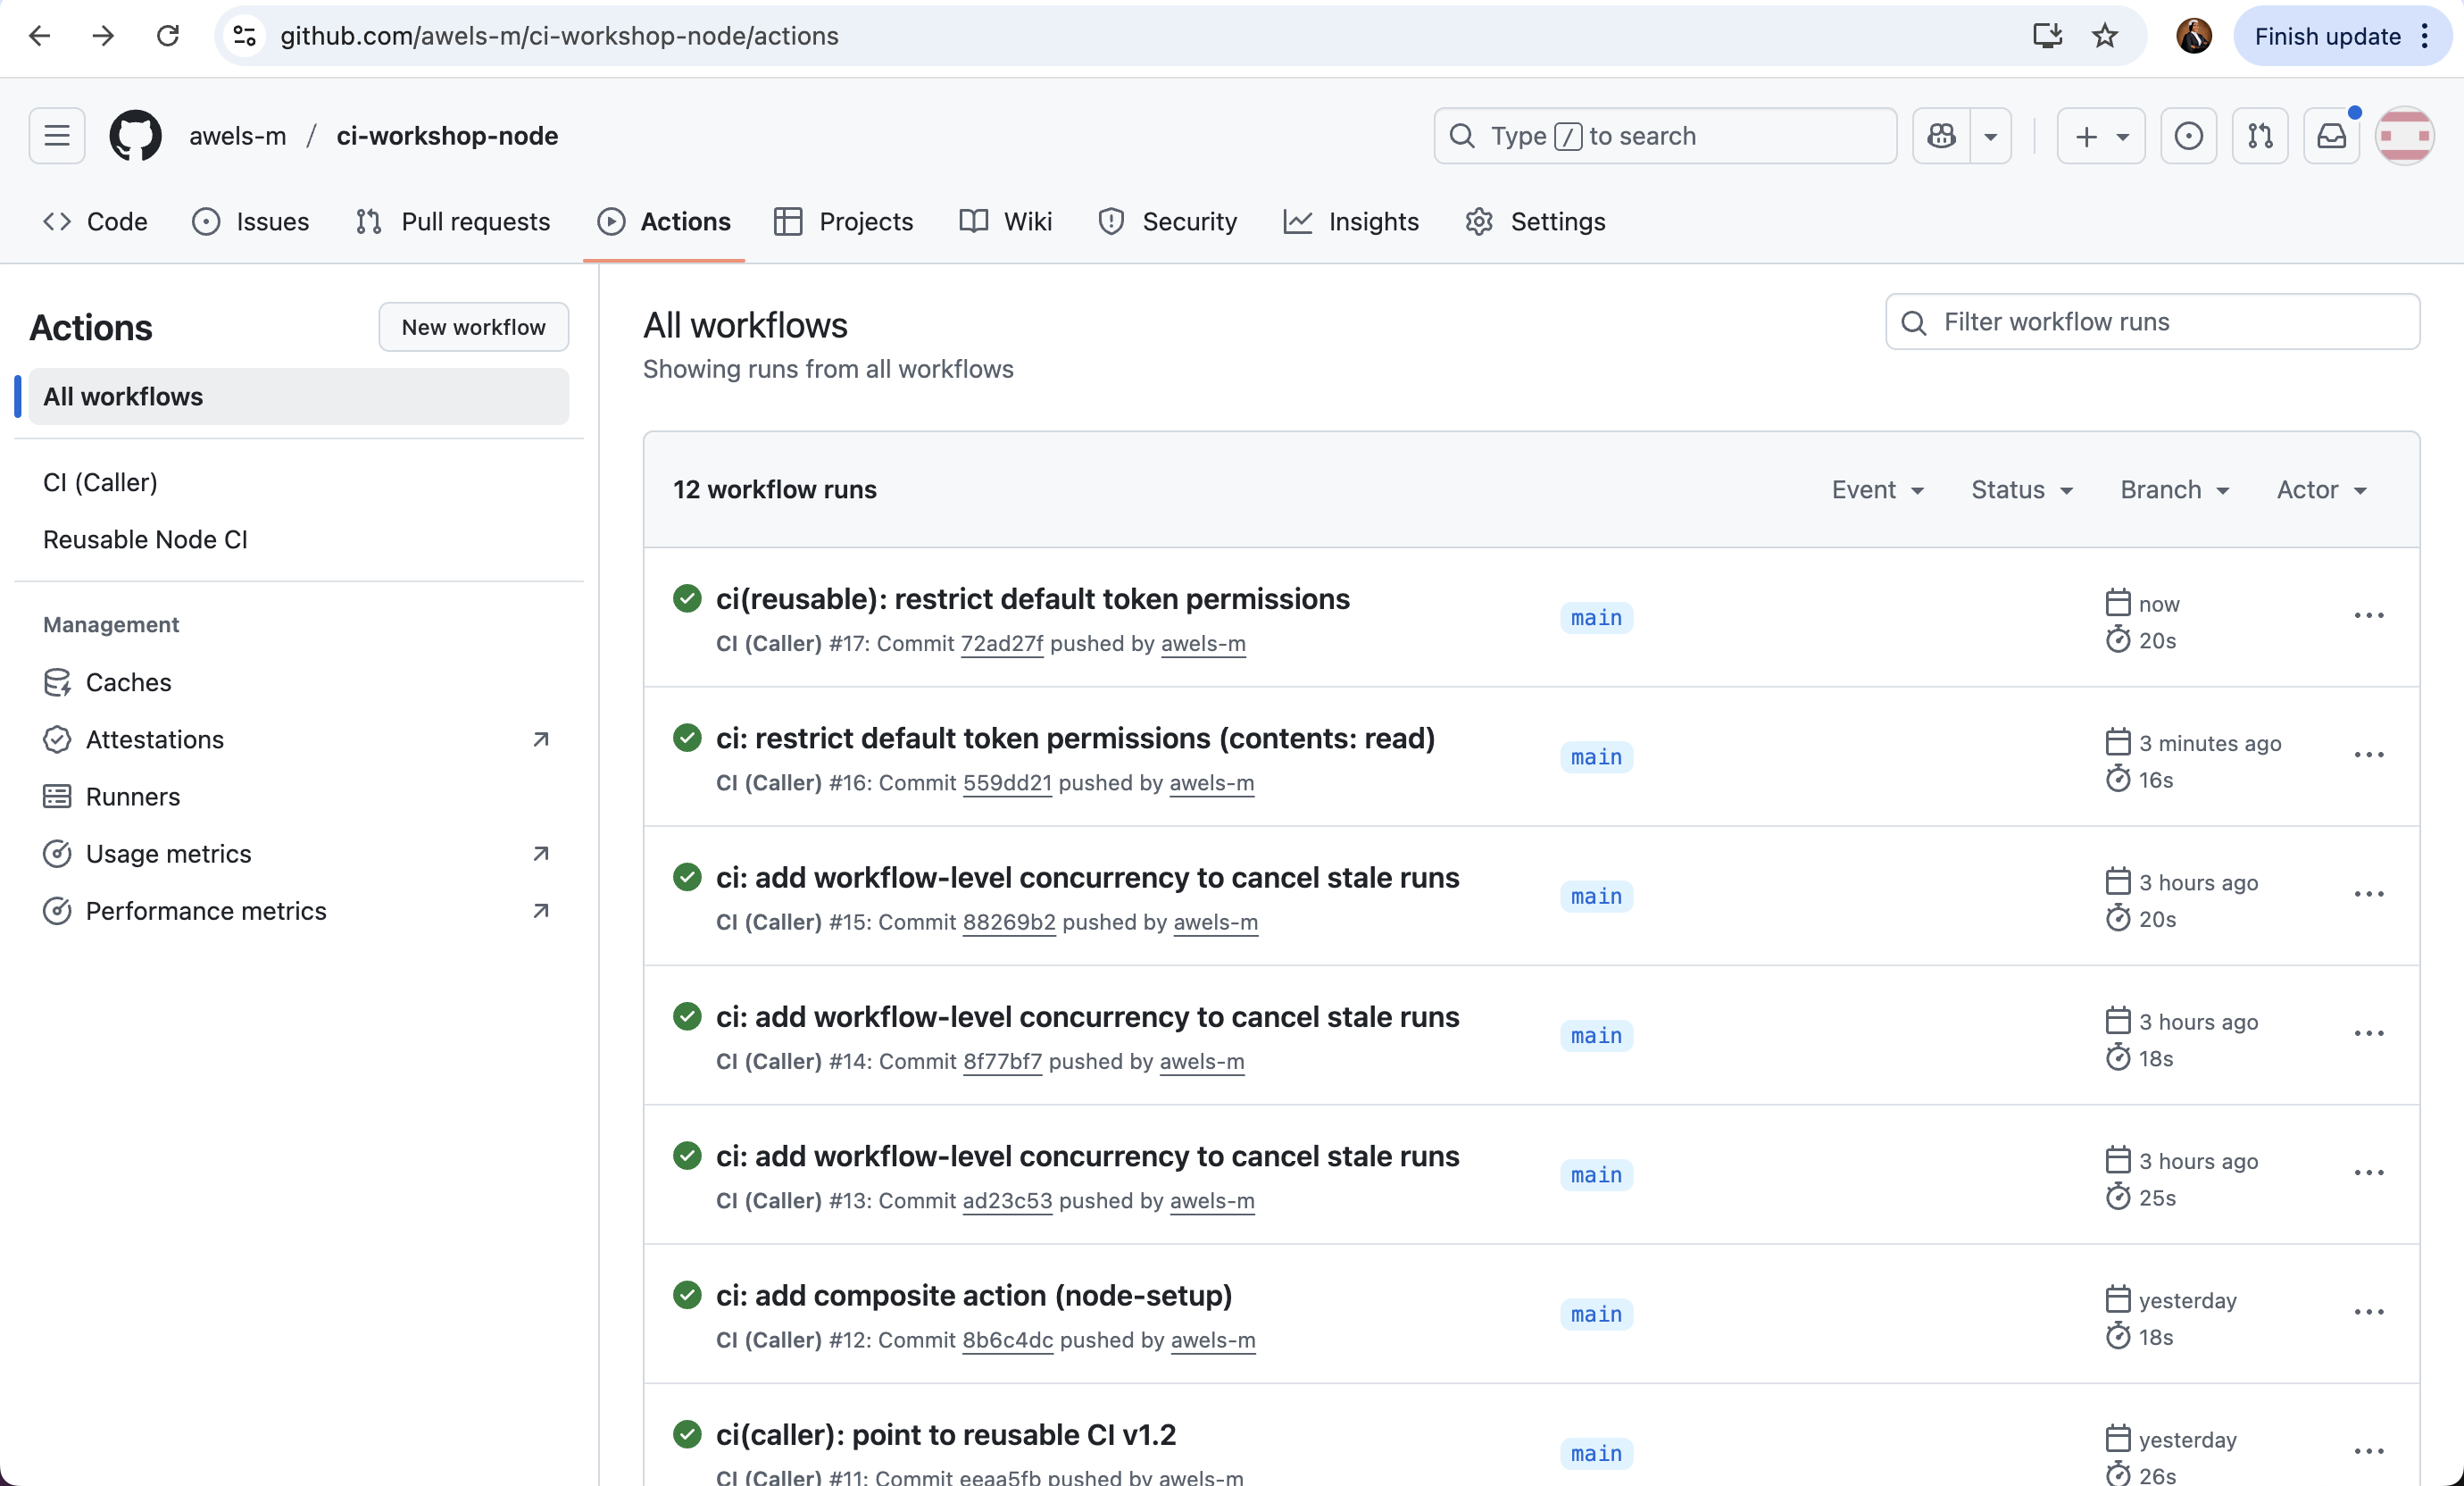 github.com/awels-m/ci-workshop-node/actions
Finish update
awels-m / ci-workshop-node
Type / to search
Code
Issues
Pull requests
Actions
Projects
Wiki
Security
Insights
Settings
Actions
New workflow
All workflows
CI (Caller)
Reusable Node CI
Management
Caches
Attestations
Runners
Usage metrics
Performance metrics
All workflows
Showing runs from all workflows
Filter workflow runs
12 workflow runs
Event
Status
Branch
Actor
ci(reusable): restrict default token permissions
CI (Caller) #17: Commit 72ad27f pushed by awels-m
main
now
20s
ci: restrict default token permissions (contents: read)
CI (Caller) #16: Commit 559dd21 pushed by awels-m
main
3 minutes ago
16s
ci: add workflow-level concurrency to cancel stale runs
CI (Caller) #15: Commit 88269b2 pushed by awels-m
main
3 hours ago
20s
ci: add workflow-level concurrency to cancel stale runs
CI (Caller) #14: Commit 8f77bf7 pushed by awels-m
main
3 hours ago
18s
ci: add workflow-level concurrency to cancel stale runs
CI (Caller) #13: Commit ad23c53 pushed by awels-m
main
3 hours ago
25s
ci: add composite action (node-setup)
CI (Caller) #12: Commit 8b6c4dc pushed by awels-m
main
yesterday
18s
ci(caller): point to reusable CI v1.2
CI (Caller) #11: Commit eeaa5fb pushed by awels-m
main
yesterday
26s